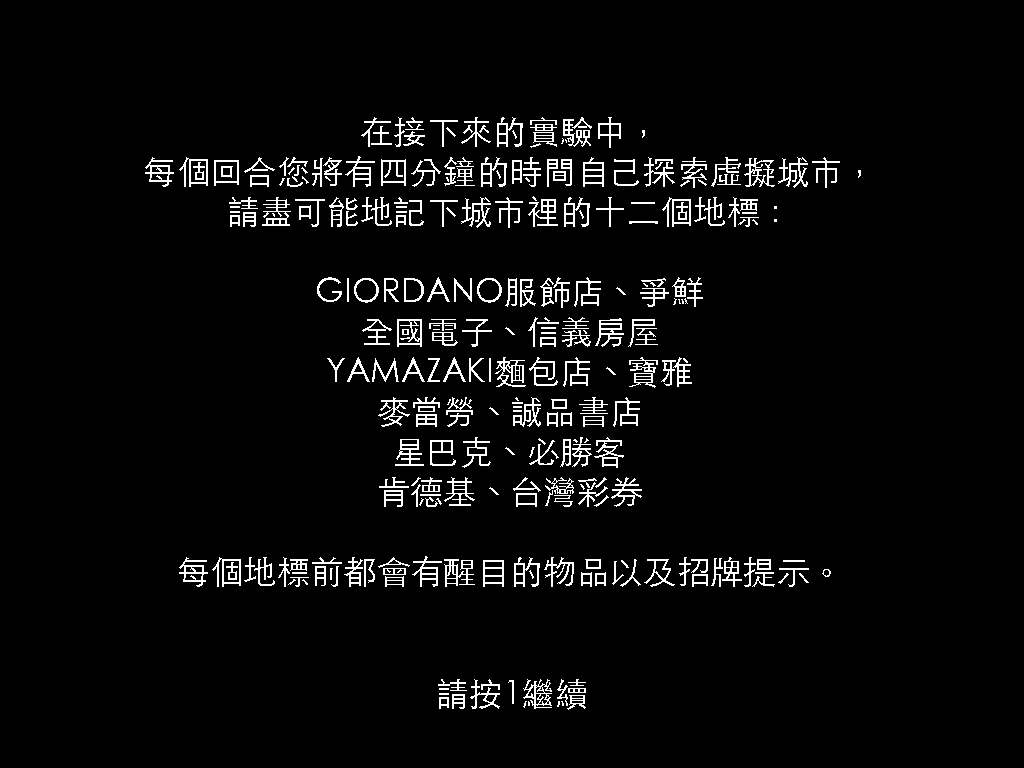 在接下來的實驗中，
每個回合您將有四分鐘的時間自己探索虛擬城市，
請盡可能地記下城市裡的十二個地標：
GIORDANO服飾店、爭鮮
全國電子、信義房屋
YAMAZAKI麵包店、寶雅
麥當勞、誠品書店
星巴克、必勝客
肯德基、台灣彩券
每個地標前都會有醒目的物品以及招牌提示。
請按1繼續